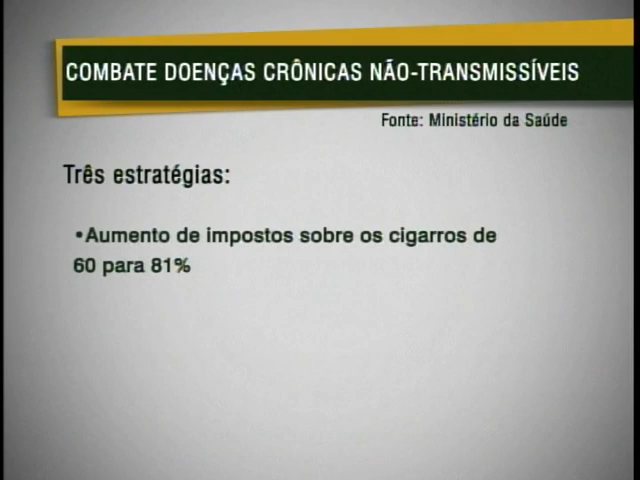 COMBATE DOENÇAS CRÔNICAS NÃO-TRANSMISSÍVEIS
Fonte: Ministério da Saúde
Três estratégias:
•Aumento de impostos sobre os cigarros de
60 para 81%